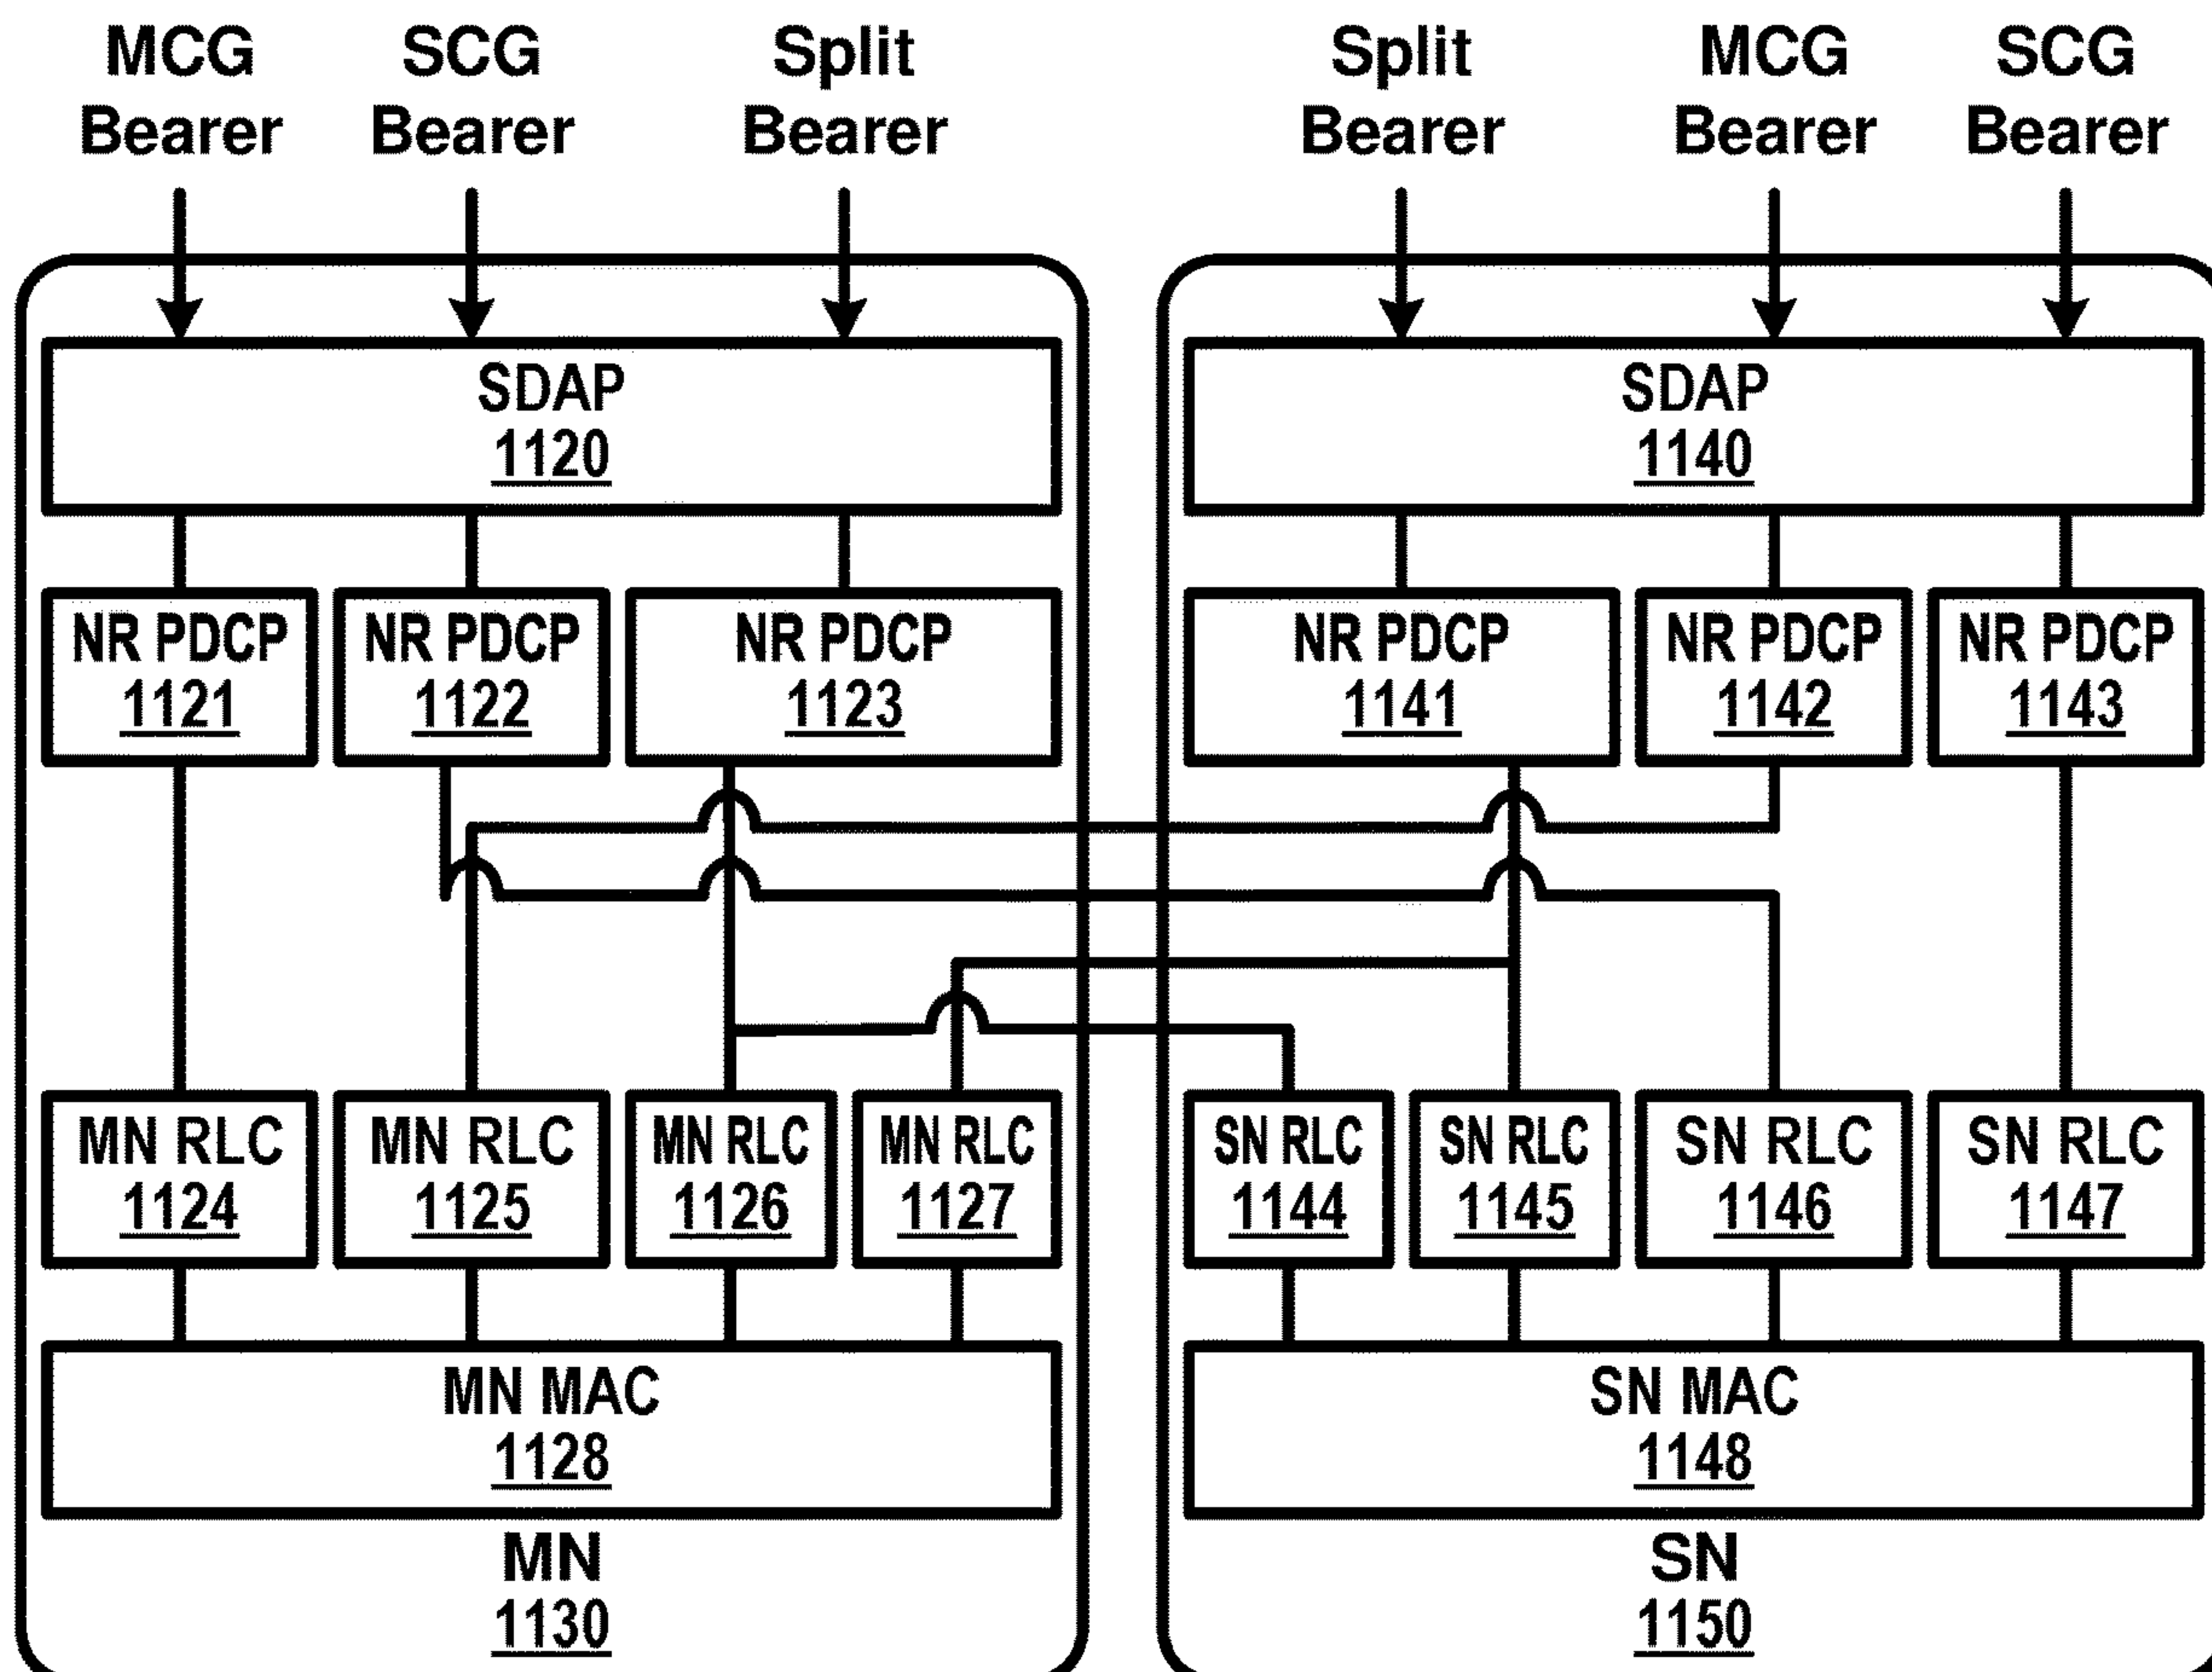 MCG Bearer
SCG Bearer
Split Bearer
Split Bearer
MCG Bearer
SCG Bearer
SDAP
1120
SDAP
1140
NR PDCP
1121
NR PDCP
1122
NR PDCP
1123
NR PDCP
1141
NR PDCP
1142
NR PDCP
1143
MN RLC
1124
MN RLC
1125
MN RLC
1126
MN RLC
1127
SN RLC
1144
SN RLC
1145
SN RLC
1146
SN RLC
1147
MN MAC
1128
SN MAC
1148
MN
1130
SN
1150